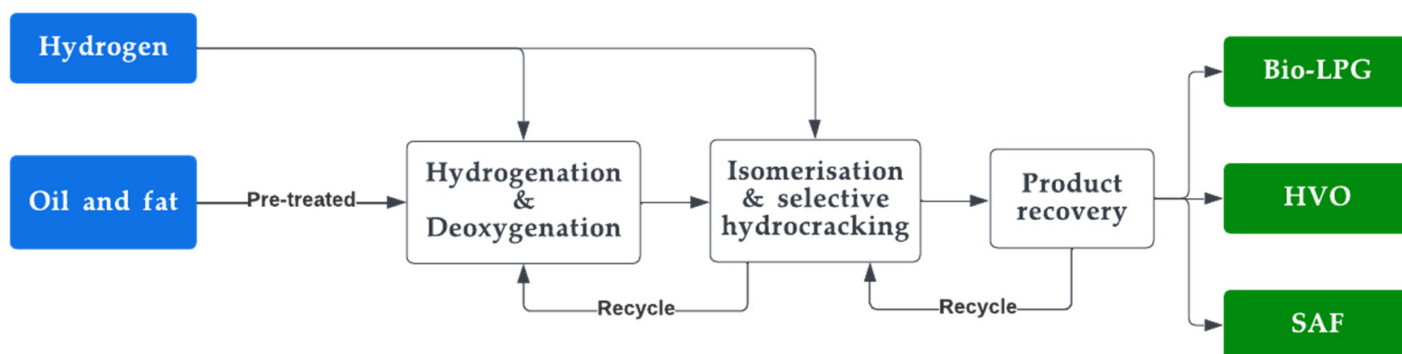 Hydrogen
Oil and fat
Pre-treated
Hydrogenation
&
Deoxygenation
Recycle
Isomerisation
& selective
hydrocracking
Recycle
Product
recovery
Bio-LPG
HVO
SAF